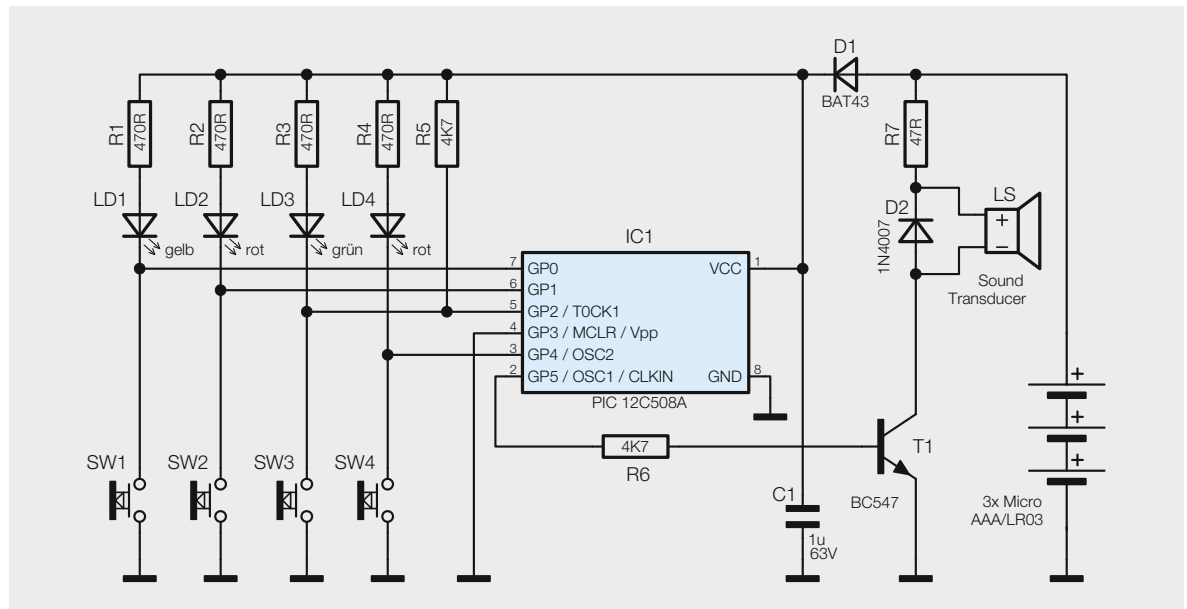 D1
BAT43
R1
470R
R2
470R
R3
470R
R4
470R
R5
4K7
R7
47R
LD1
LD2
LD3
LD4
gelb
rot
grün
rot
D2
1N4007
LS
+
−
Sound
Transducer
IC1
7
GP0
VCC
1
6
GP1
5
GP2 / T0CK1
4
GP3 / MCLR / Vpp
3
GP4 / OSC2
2
GP5 / OSC1 / CLKIN
GND
8
PIC 12C508A
4K7
R6
T1
BC547
+
+
+
3x Micro
AAA/LR03
SW1
SW2
SW3
SW4
C1
1u
63V